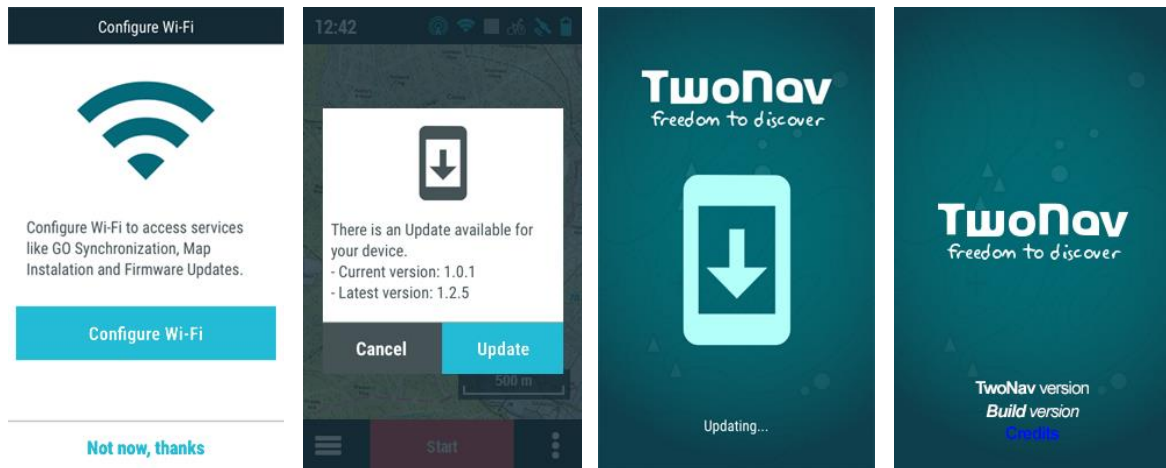 Configure Wi-Fi
Configure Wi-Fi to access services
like GO Synchronization, Map
Instalation and Firmware Updates.
Configure Wi-Fi
Not now, thanks
12:42
There is an Update available for
your device.
- Current version: 1.0.1
- Latest version: 1.2.5
Cancel
Update
500 m
Start
TwoNav
freedom to discover
Updating...
TwoNav
freedom to discover
TwoNav version
Build version
Credits